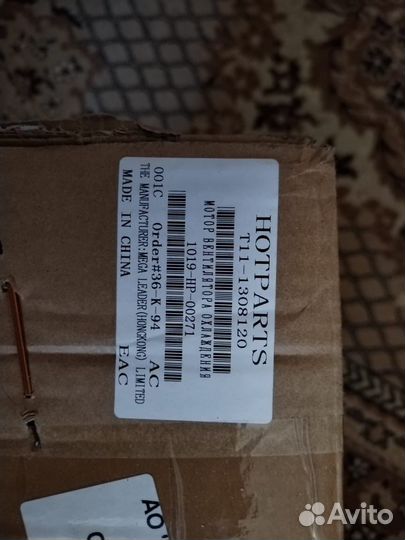 HOTPARTS
T11-1308120
МОТОР ВЕНТИЛЯТОРА ОХЛАЖДЕНИЯ
1019-HP-00271
001C Order#36-K-94 AC
THE MANUFACTURER:MEGA LEADER(HONGKONG) LIMITED
MADE IN CHINA EAC
АО
Avito